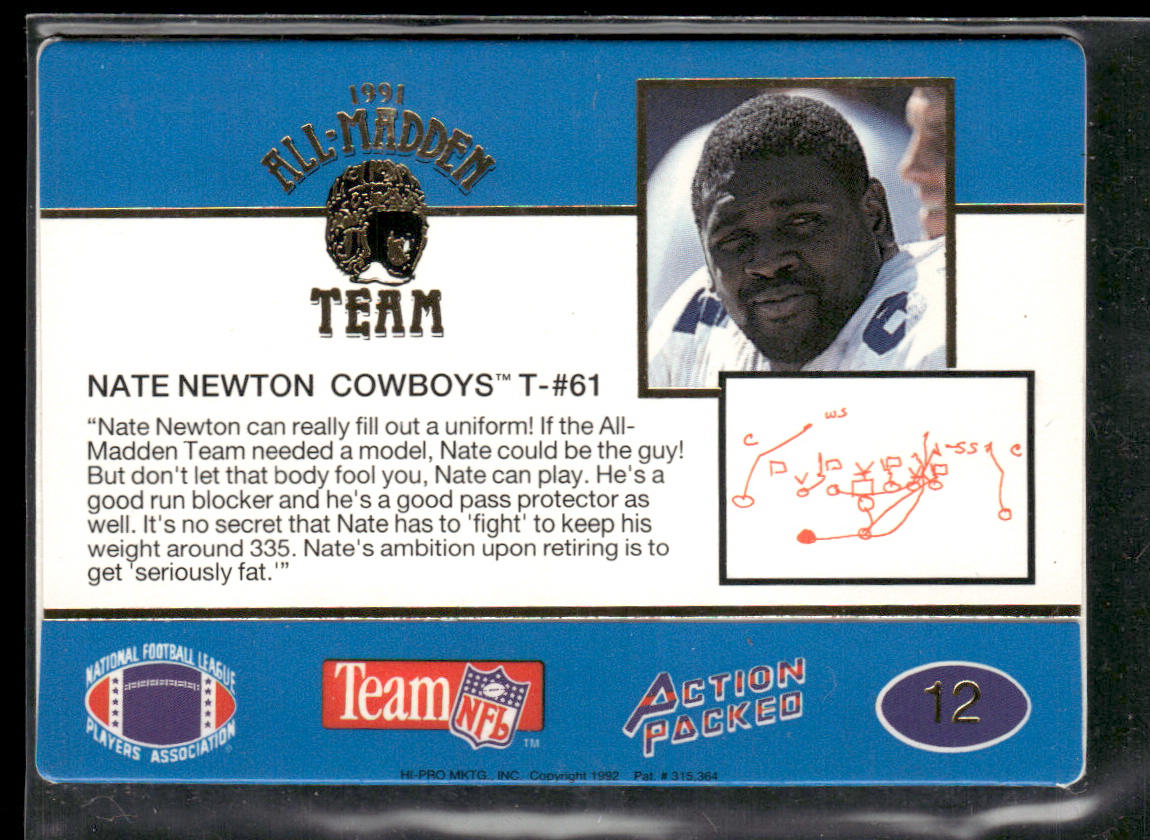 1991
ALL-MADDEN
TEAM
NATE NEWTON COWBOYS™ T-#61
“Nate Newton can really fill out a uniform! If the All-
Madden Team needed a model, Nate could be the guy!
But don't let that body fool you, Nate can play. He's a
good run blocker and he's a good pass protector as
well. It's no secret that Nate has to 'fight' to keep his
weight around 335. Nate's ambition upon retiring is to
get 'seriously fat.'”
WS
C
SS
C
NATIONAL FOOTBALL LEAGUE
PLAYERS ASSOCIATION
Team NFL ™
ACTION
PACKED
12
HI-PRO MKTG., INC. Copyright 1992 Pat. # 315,364